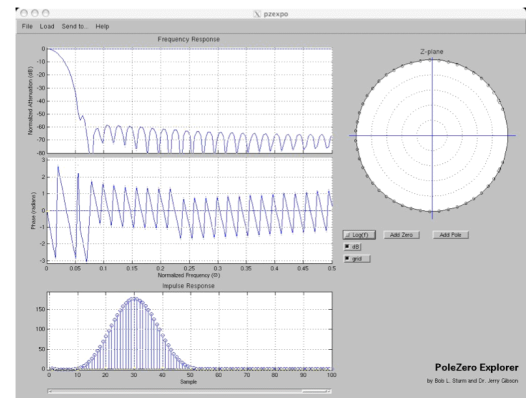 pzexpo
File Load Send to... Help
Frequency Response
Normalized Attenuation (dB)
0
-10
-20
-30
-40
-50
-60
-70
-80
Phase (radians)
3
2
1
0
-1
-2
-3
0 0.05 0.1 0.15 0.2 0.25 0.3 0.35 0.4 0.45 0.5
Impulse Response
150
100
50
0
0 10 20 30 40 50 60 70 80 90 100
Sample
Z-plane
Log(f) Add Zero Add Pole
dB
grid
PoleZero Explorer
by Bob L. Sturm and Dr. Jerry Gibson